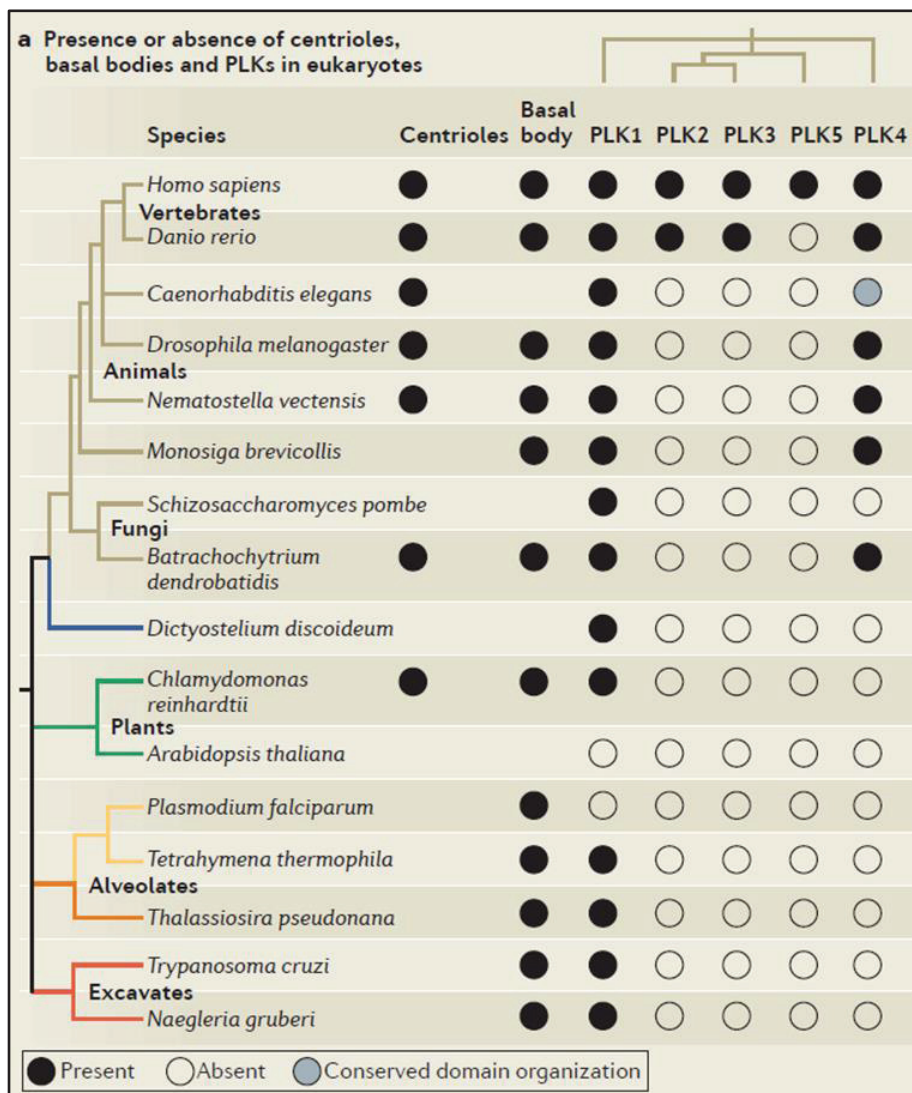 a Presence or absence of centrioles,
basal bodies and PLKs in eukaryotes
Species Centrioles Basal body PLK1 PLK2 PLK3 PLK5 PLK4
Homo sapiens
Vertebrates
Danio rerio
Caenorhabditis elegans
Drosophila melanogaster
Animals
Nematostella vectensis
Monosiga brevicollis
Schizosaccharomyces pombe
Fungi
Batrachochytrium
dendrobatidis
Dictyostelium discoideum
Chlamydomonas
reinhardtii
Plants
Arabidopsis thaliana
Plasmodium falciparum
Tetrahymena thermophila
Alveolates
Thalassiosira pseudonana
Trypanosoma cruzi
Excavates
Naegleria gruberi
Present Absent Conserved domain organization